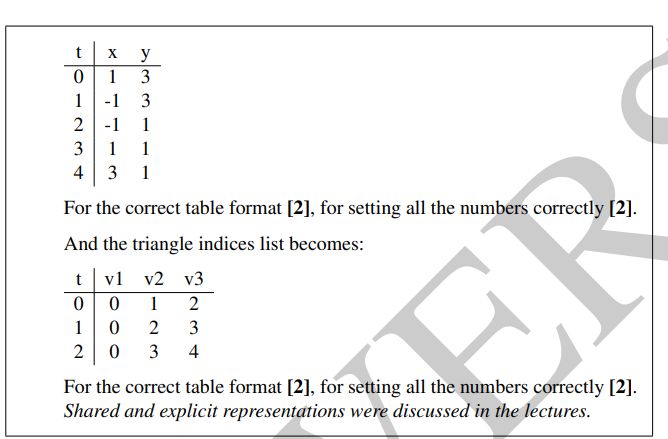 t x y
0 1 3
1 -1 3
2 -1 1
3 1 1
4 3 1
For the correct table format [2], for setting all the numbers correctly [2].
And the triangle indices list becomes:
t v1 v2 v3
0 0 1 2
1 0 2 3
2 0 3 4
For the correct table format [2], for setting all the numbers correctly [2].
Shared and explicit representations were discussed in the lectures.
VERS